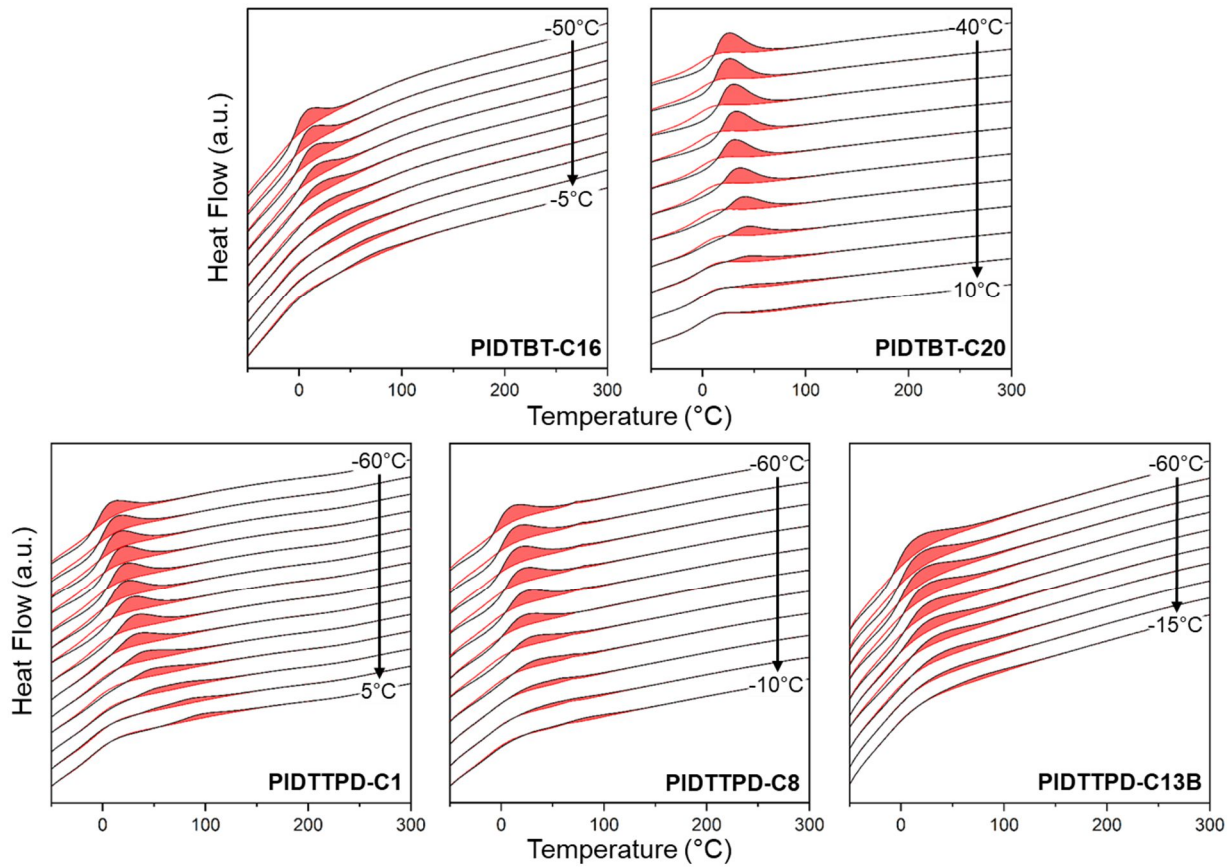 -50°C
-40°C
-5°C
10°C
Heat Flow (a.u.)
PIDTBT-C16
PIDTBT-C20
0 100 200 300
0 100 200 300
Temperature (°C)
-60°C
-60°C
-60°C
5°C
-10°C
-15°C
Heat Flow (a.u.)
PIDTTPD-C1
PIDTTPD-C8
PIDTTPD-C13B
0 100 200 300
0 100 200 300
0 100 200 300
Temperature (°C)